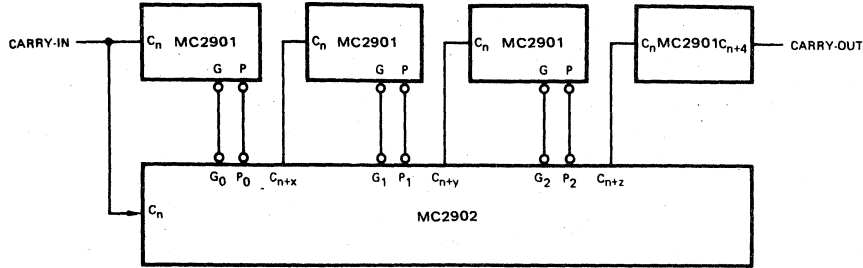 CARRY-IN Cn MC2901 Cn MC2901 Cn MC2901 Cn MC2901 Cn+4 CARRY-OUT
G P G P G P
G0 P0 Cn+x G1 P1 Cn+y G2 P2 Cn+z
Cn MC2902